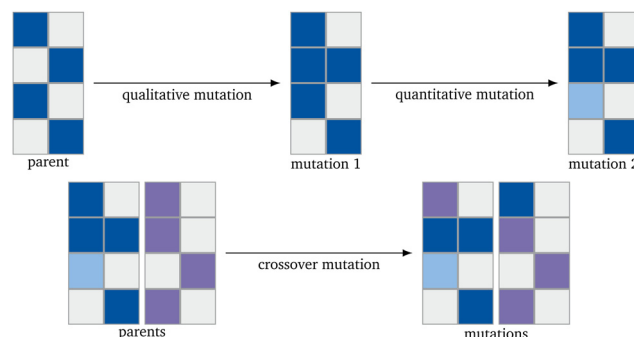 qualitative mutation
quantitative mutation
parent
mutation 1
mutation 2
crossover mutation
parents
mutations